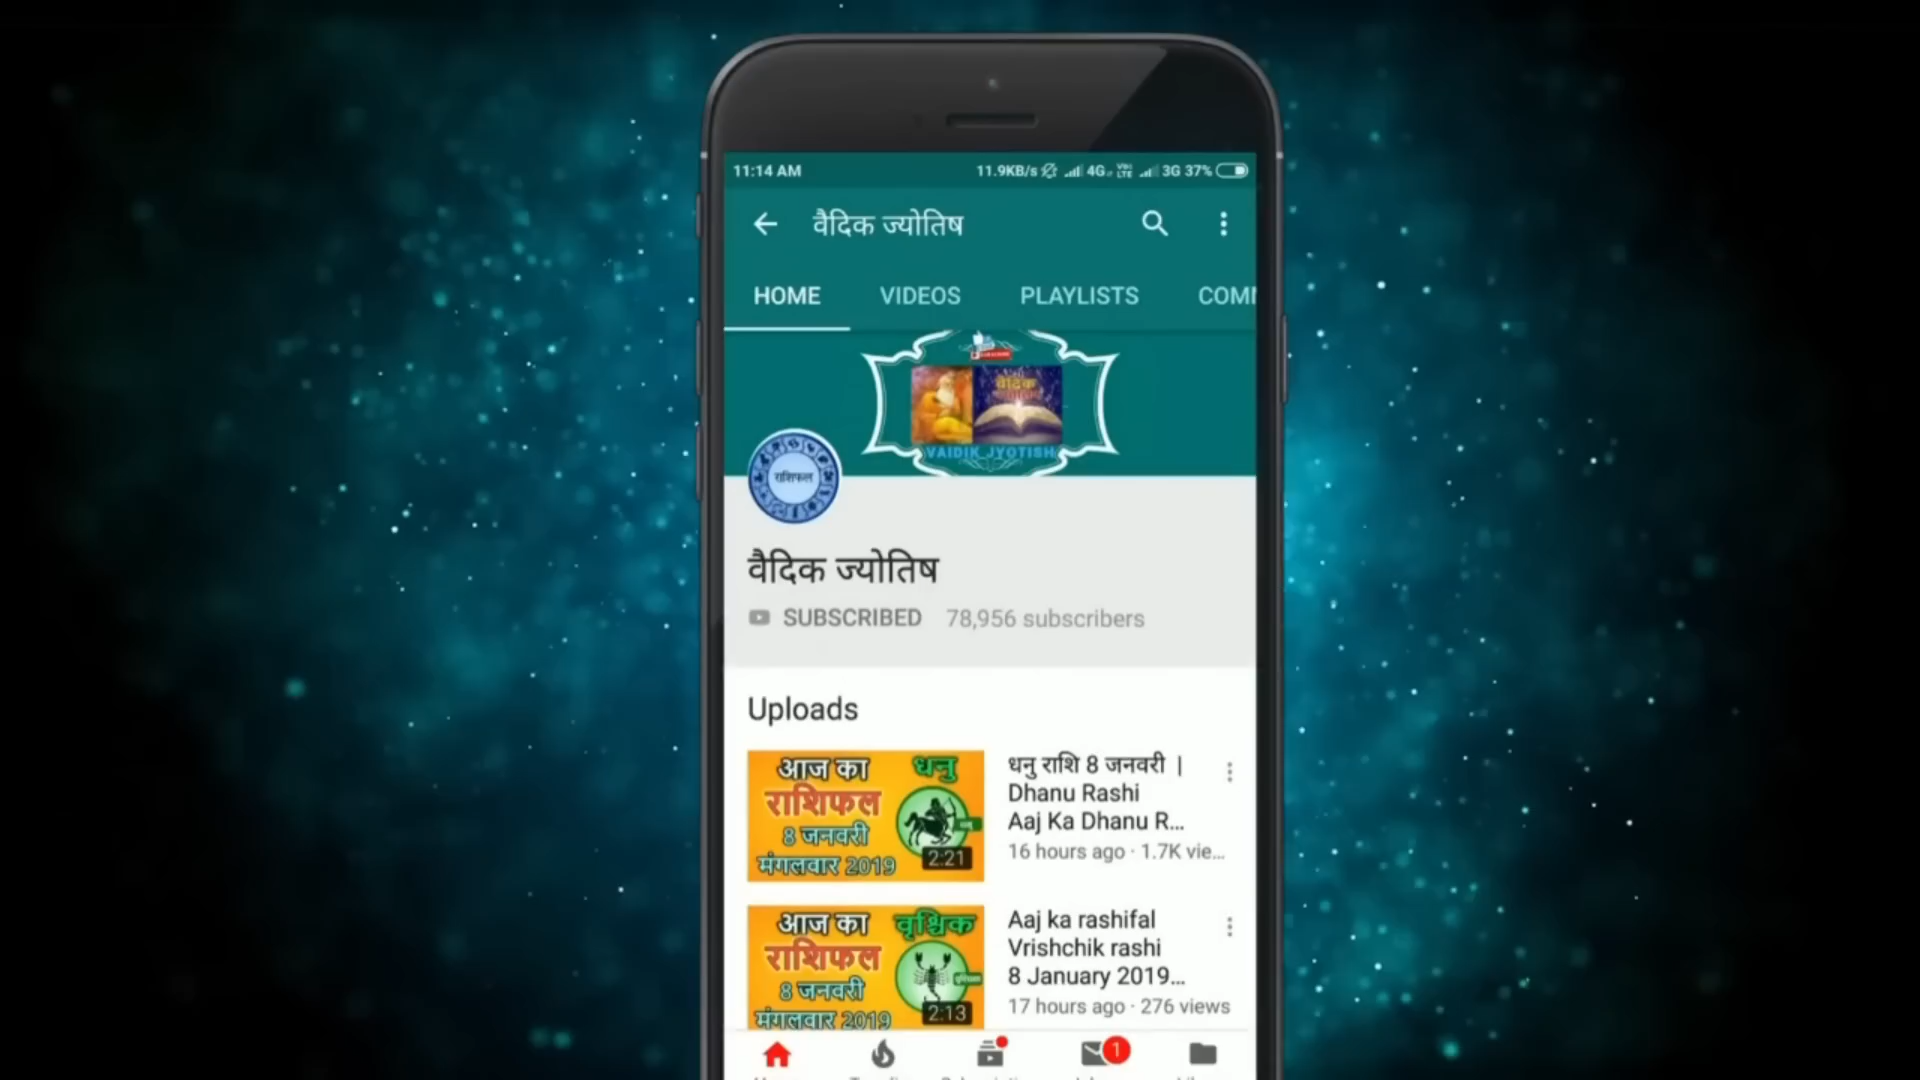 11:14 AM 11.9KB/s 4G VoLTE 3G 37%
वैदिक ज्योतिष
HOME VIDEOS PLAYLISTS COMM
वैदिक
VAIDIK JYOTISH
राशिफल
वैदिक ज्योतिष
SUBSCRIBED 78,956 subscribers
Uploads
आज का धनु
राशिफल
8 जनवरी
मंगलवार 2019
2:21
धनु राशि 8 जनवरी |
Dhanu Rashi
Aaj Ka Dhanu R...
16 hours ago · 1.7K vie...
आज का वृश्चिक
राशिफल
8 जनवरी
मंगलवार 2019
2:13
Aaj ka rashifal
Vrishchik rashi
8 January 2019...
17 hours ago · 276 views
1